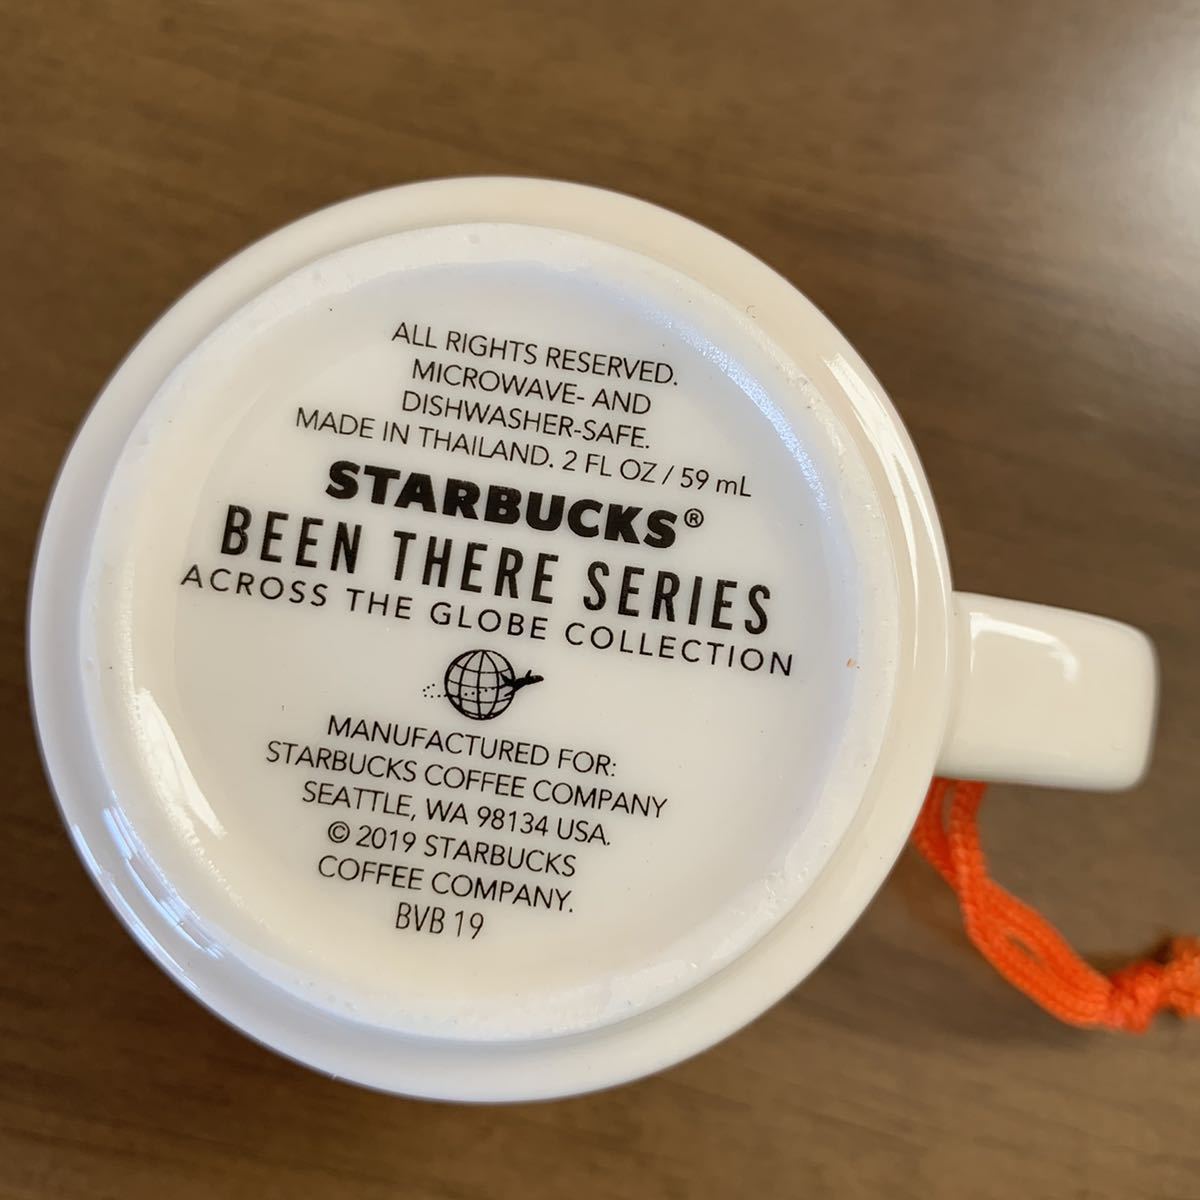 ALL RIGHTS RESERVED.
MICROWAVE- AND
DISHWASHER-SAFE.
MADE IN THAILAND. 2 FL OZ / 59 mL
STARBUCKS®
BEEN THERE SERIES
ACROSS THE GLOBE COLLECTION
MANUFACTURED FOR:
STARBUCKS COFFEE COMPANY
SEATTLE, WA 98134 USA.
© 2019 STARBUCKS
COFFEE COMPANY.
BVB 19